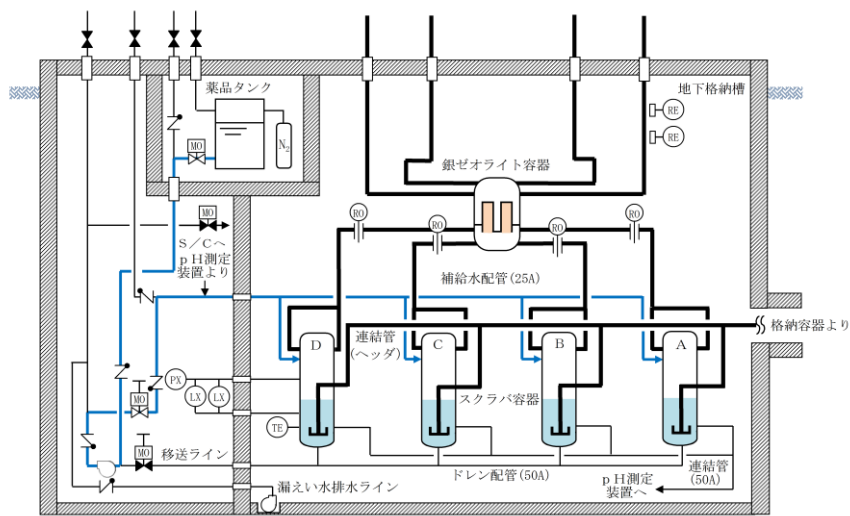 薬品タンク
地下格納槽
RE
RE
MO
N₂
銀ゼオライト容器
MO
S/Cへ
pH測定
装置より
RO
RO
RO
RO
補給水配管(25A)
格納容器より
連結管
(ヘッダ)
D
C
B
A
PX
LX
LX
MO
スクラバ容器
TE
MO
移送ライン
ドレン配管(50A)
連結管
(50A)
pH測定
装置へ
漏えい水排水ライン